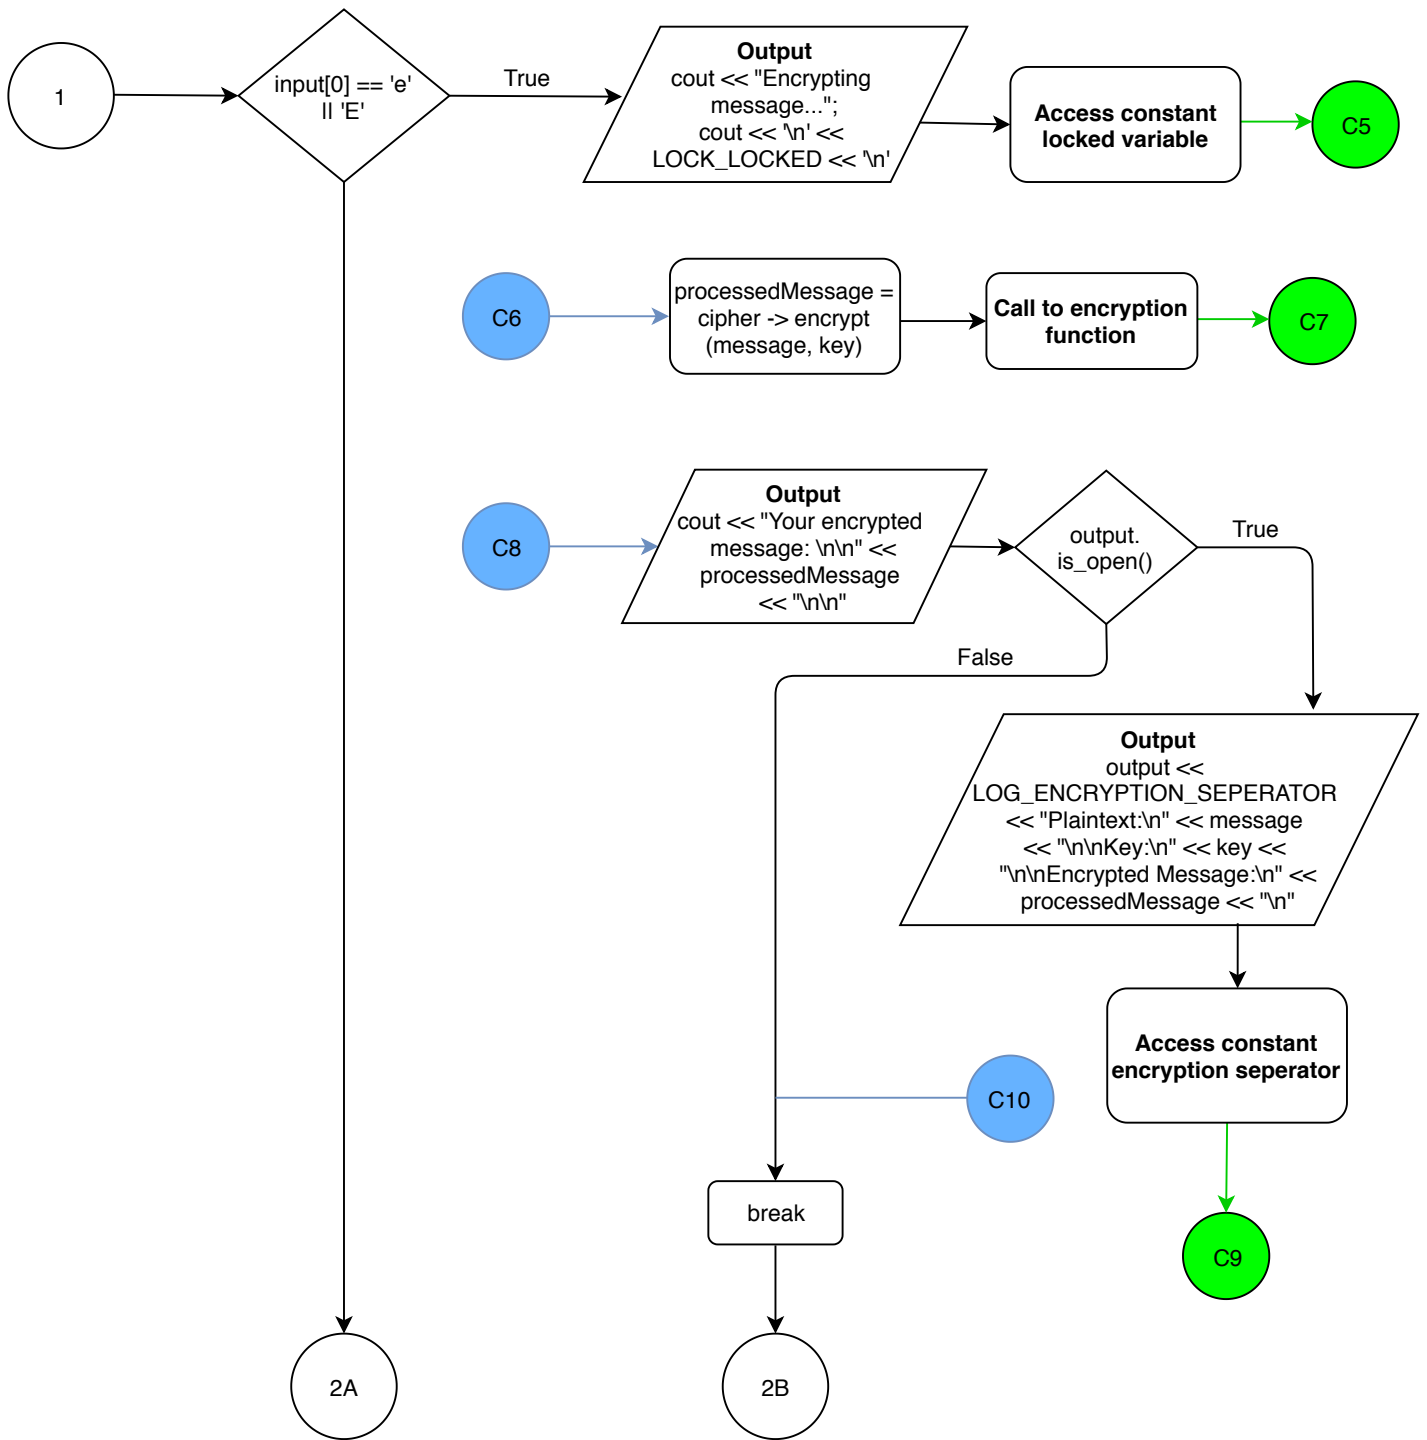 1
input[0] == 'e'
|| 'E'
True
Output
cout << "Encrypting
message...";
cout << '\n' <<
LOCK_LOCKED << '\n'
Access constant
locked variable
C5
C6
processedMessage =
cipher -> encrypt
(message, key)
Call to encryption
function
C7
C8
Output
cout << "Your encrypted
message: \n\n" <<
processedMessage
<< "\n\n"
output.
is_open()
True
False
Output
output <<
LOG_ENCRYPTION_SEPERATOR
<< "Plaintext:\n" << message
<< "\n\nKey:\n" << key <<
"\n\nEncrypted Message:\n" <<
processedMessage << "\n"
Access constant
encryption seperator
C10
break
C9
2A
2B